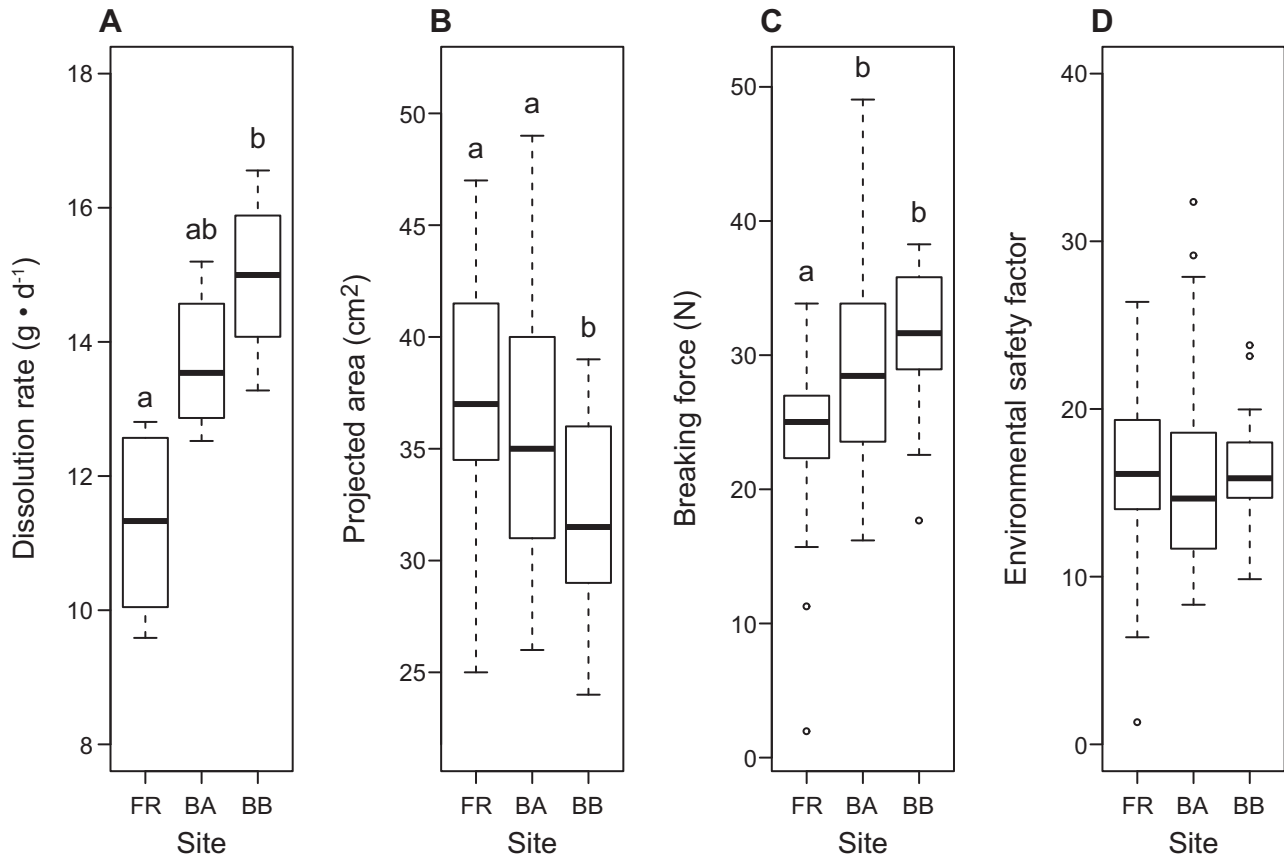 A
Dissolution rate (g • d-1)
18
16
14
12
10
8
a
ab
b
FR BA BB
Site
B
Projected area (cm2)
50
45
40
35
30
25
a
a
b
FR BA BB
Site
C
Breaking force (N)
50
40
30
20
10
0
a
b
b
FR BA BB
Site
D
Environmental safety factor
40
30
20
10
0
FR BA BB
Site